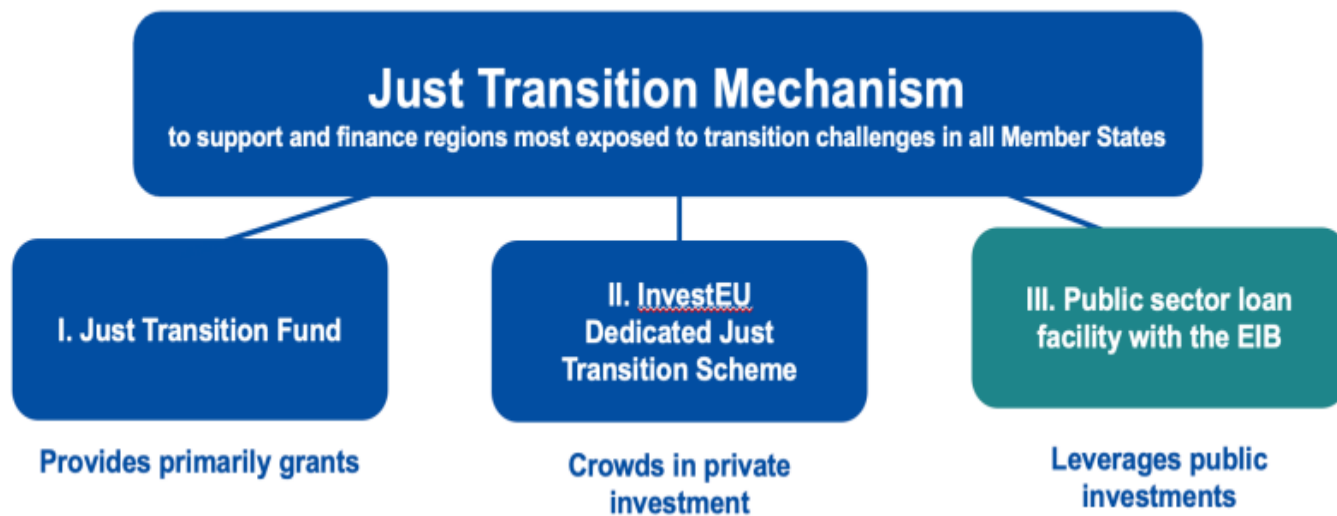 Just Transition Mechanism
to support and finance regions most exposed to transition challenges in all Member States
I. Just Transition Fund
Provides primarily grants
II. InvestEU
Dedicated Just
Transition Scheme
Crowds in private
investment
III. Public sector loan
facility with the EIB
Leverages public
investments